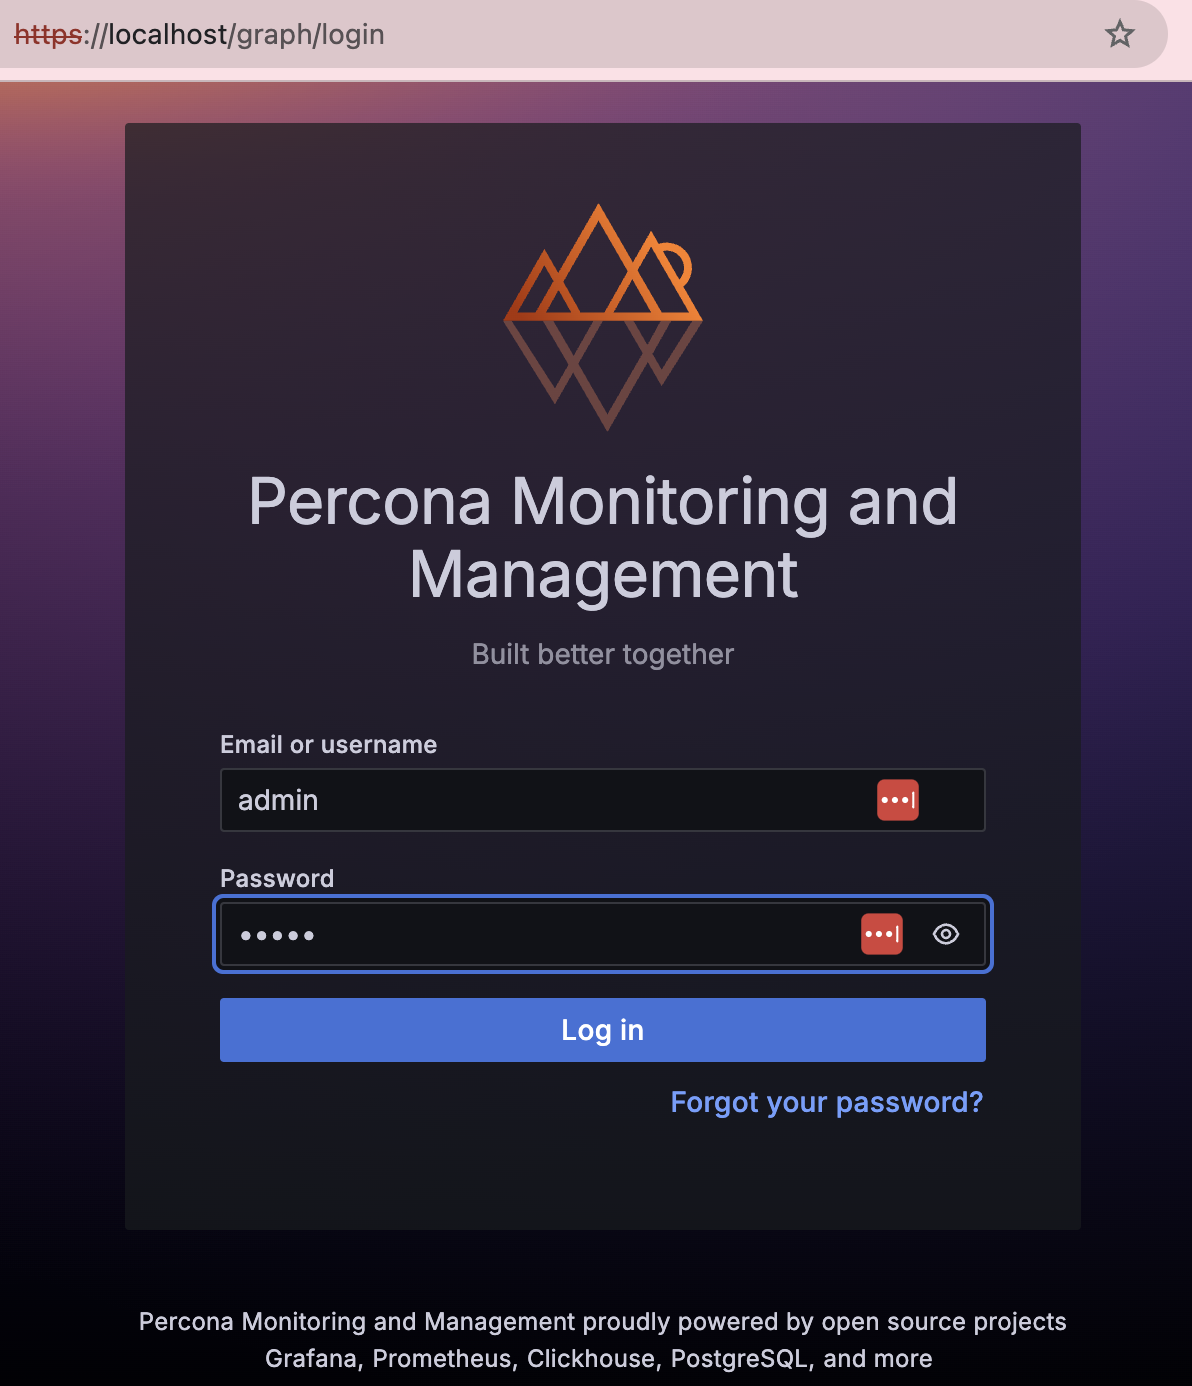 https://localhost/graph/login
Percona Monitoring and
Management
Built better together
Email or username
admin
Password
•••••
Log in
Forgot your password?
Percona Monitoring and Management proudly powered by open source projects
Grafana, Prometheus, Clickhouse, PostgreSQL, and more